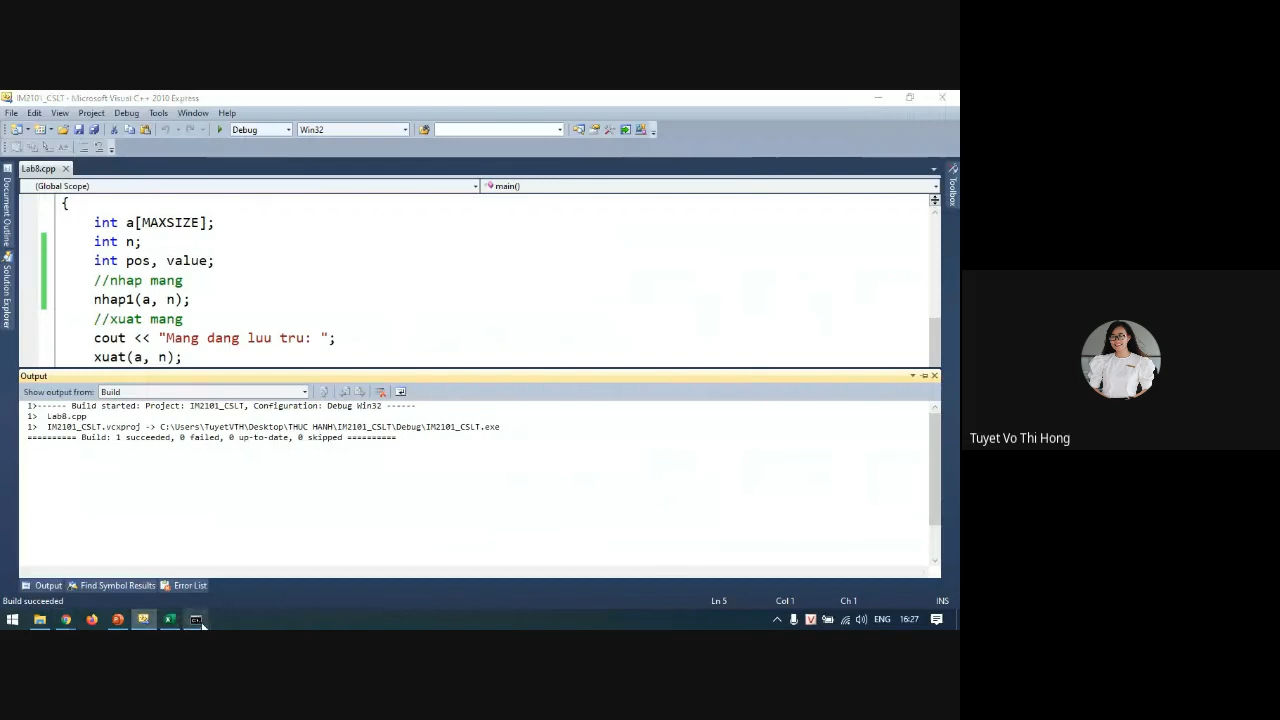 IM2101_CSLT - Microsoft Visual C++ 2010 Express
File Edit View Project Debug Tools Window Help
Debug Win32
Lab8.cpp
(Global Scope) main()
{
int a[MAXSIZE];
int n;
int pos, value;
//nhap mang
nhap1(a, n);
//xuat mang
cout << "Mang dang luu tru: ";
xuat(a, n);
Document Outline
Solution Explorer
Toolbox
Output
Show output from: Build
1>------ Build started: Project: IM2101_CSLT, Configuration: Debug Win32 ------
1> Lab8.cpp
1> IM2101_CSLT.vcxproj -> C:\Users\TuyetVTH\Desktop\THUC HANH\IM2101_CSLT\Debug\IM2101_CSLT.exe
========== Build: 1 succeeded, 0 failed, 0 up-to-date, 0 skipped ==========
Output Find Symbol Results Error List
Build succeeded Ln 5 Col 1 Ch 1 INS
ENG 16:27
Tuyet Vo Thi Hong